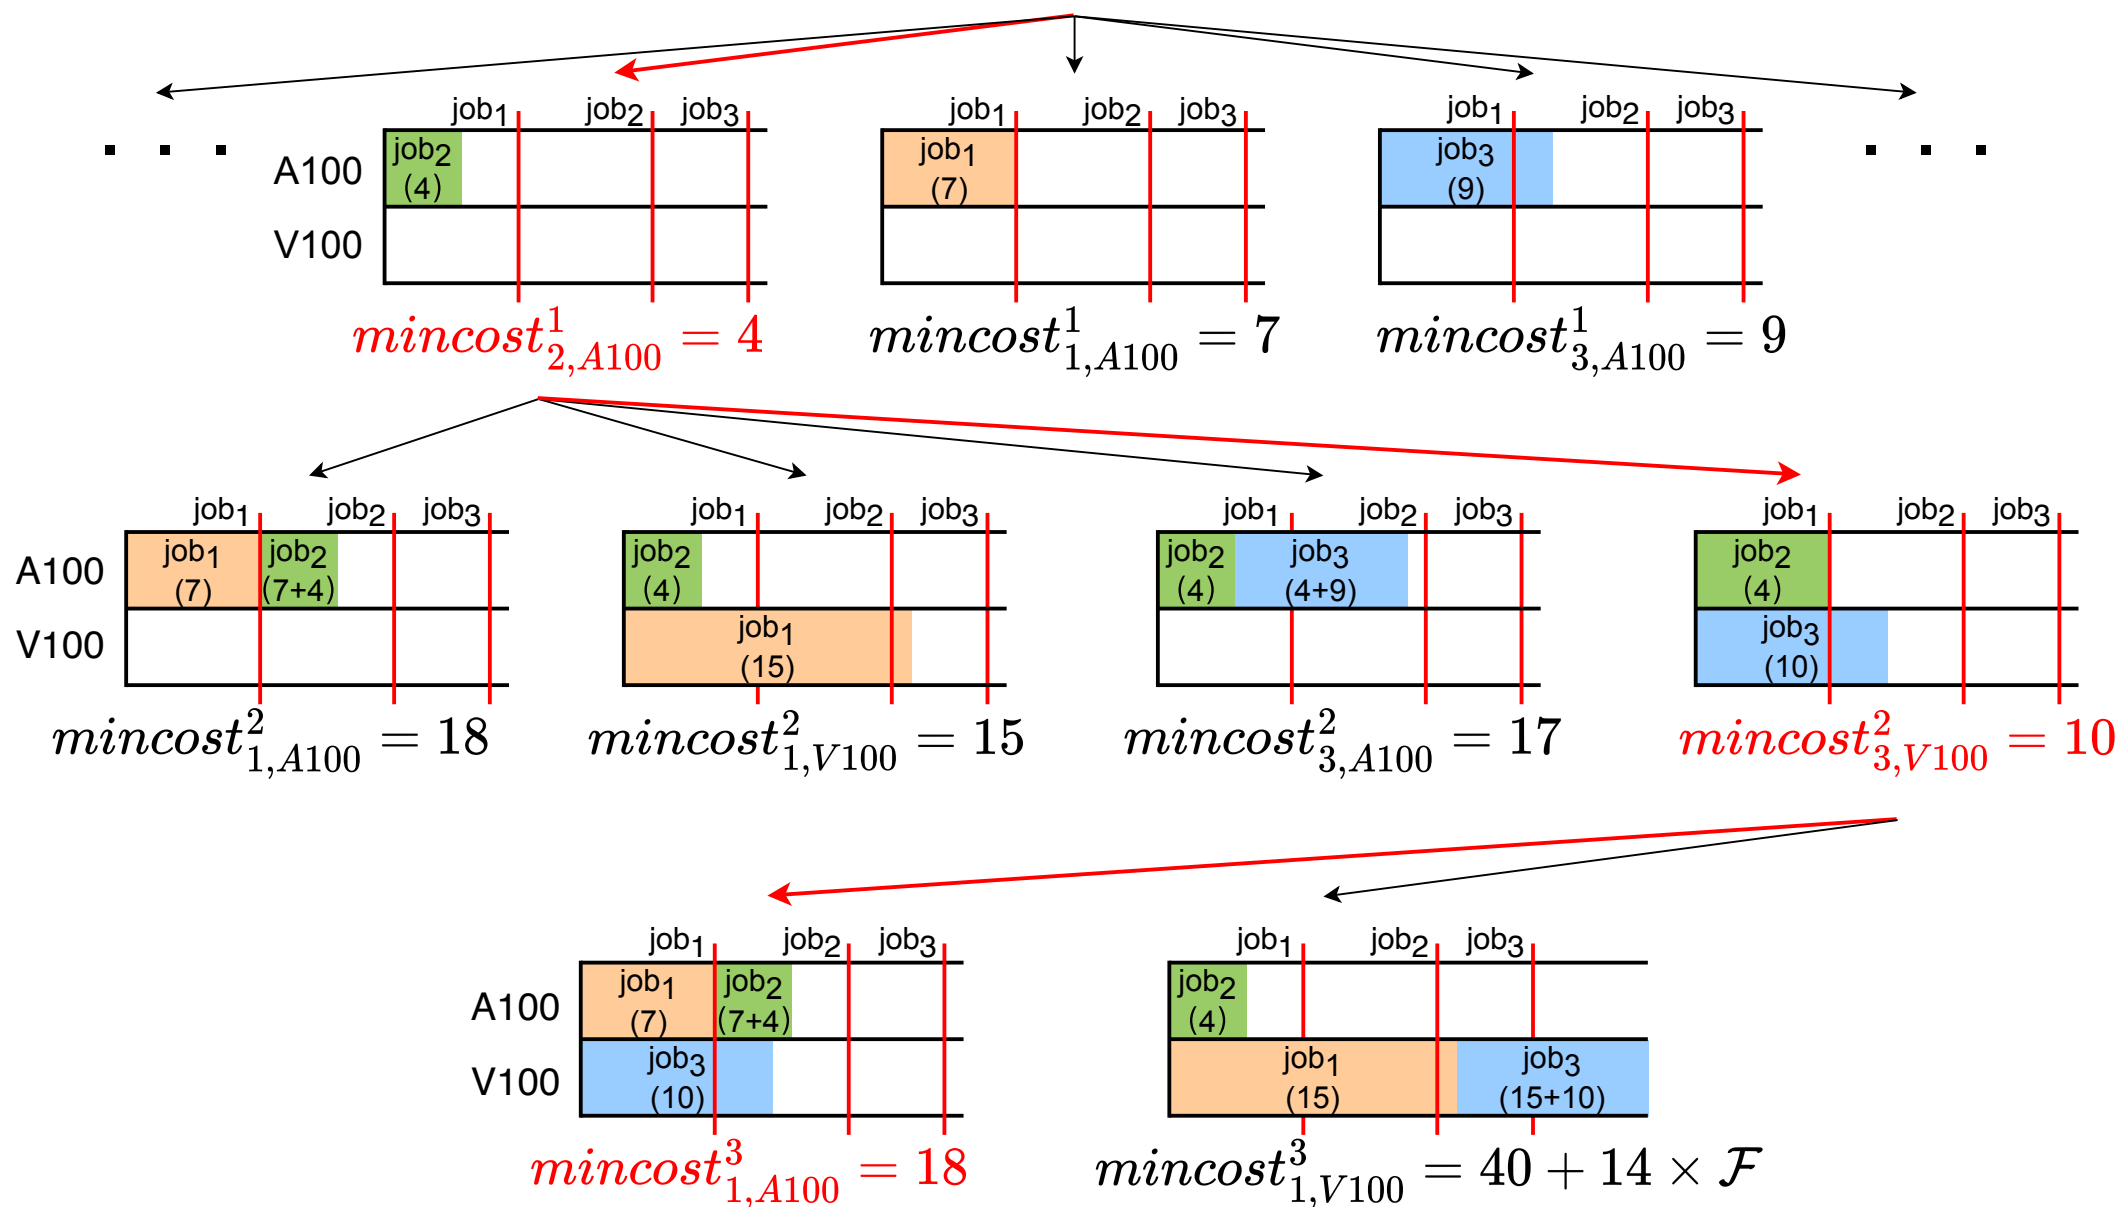 job1 job2 job3 job1 job2 job3 job1 job2 job3
. . . A100 job2 (4) job1 (7) job3 (9) . . .
V100
mincost^1_{2,A100} = 4 mincost^1_{1,A100} = 7 mincost^1_{3,A100} = 9
job1 job2 job3 job1 job2 job3 job1 job2 job3 job1 job2 job3
A100 job1 (7) job2 (7+4) job2 (4) job2 (4) job3 (4+9) job2 (4)
V100 job1 (15) job3 (10)
mincost^2_{1,A100} = 18 mincost^2_{1,V100} = 15 mincost^2_{3,A100} = 17 mincost^2_{3,V100} = 10
job1 job2 job3 job1 job2 job3
A100 job1 (7) job2 (7+4) job2 (4)
V100 job3 (10) job1 (15) job3 (15+10)
mincost^3_{1,A100} = 18 mincost^3_{1,V100} = 40 + 14 × ℱ